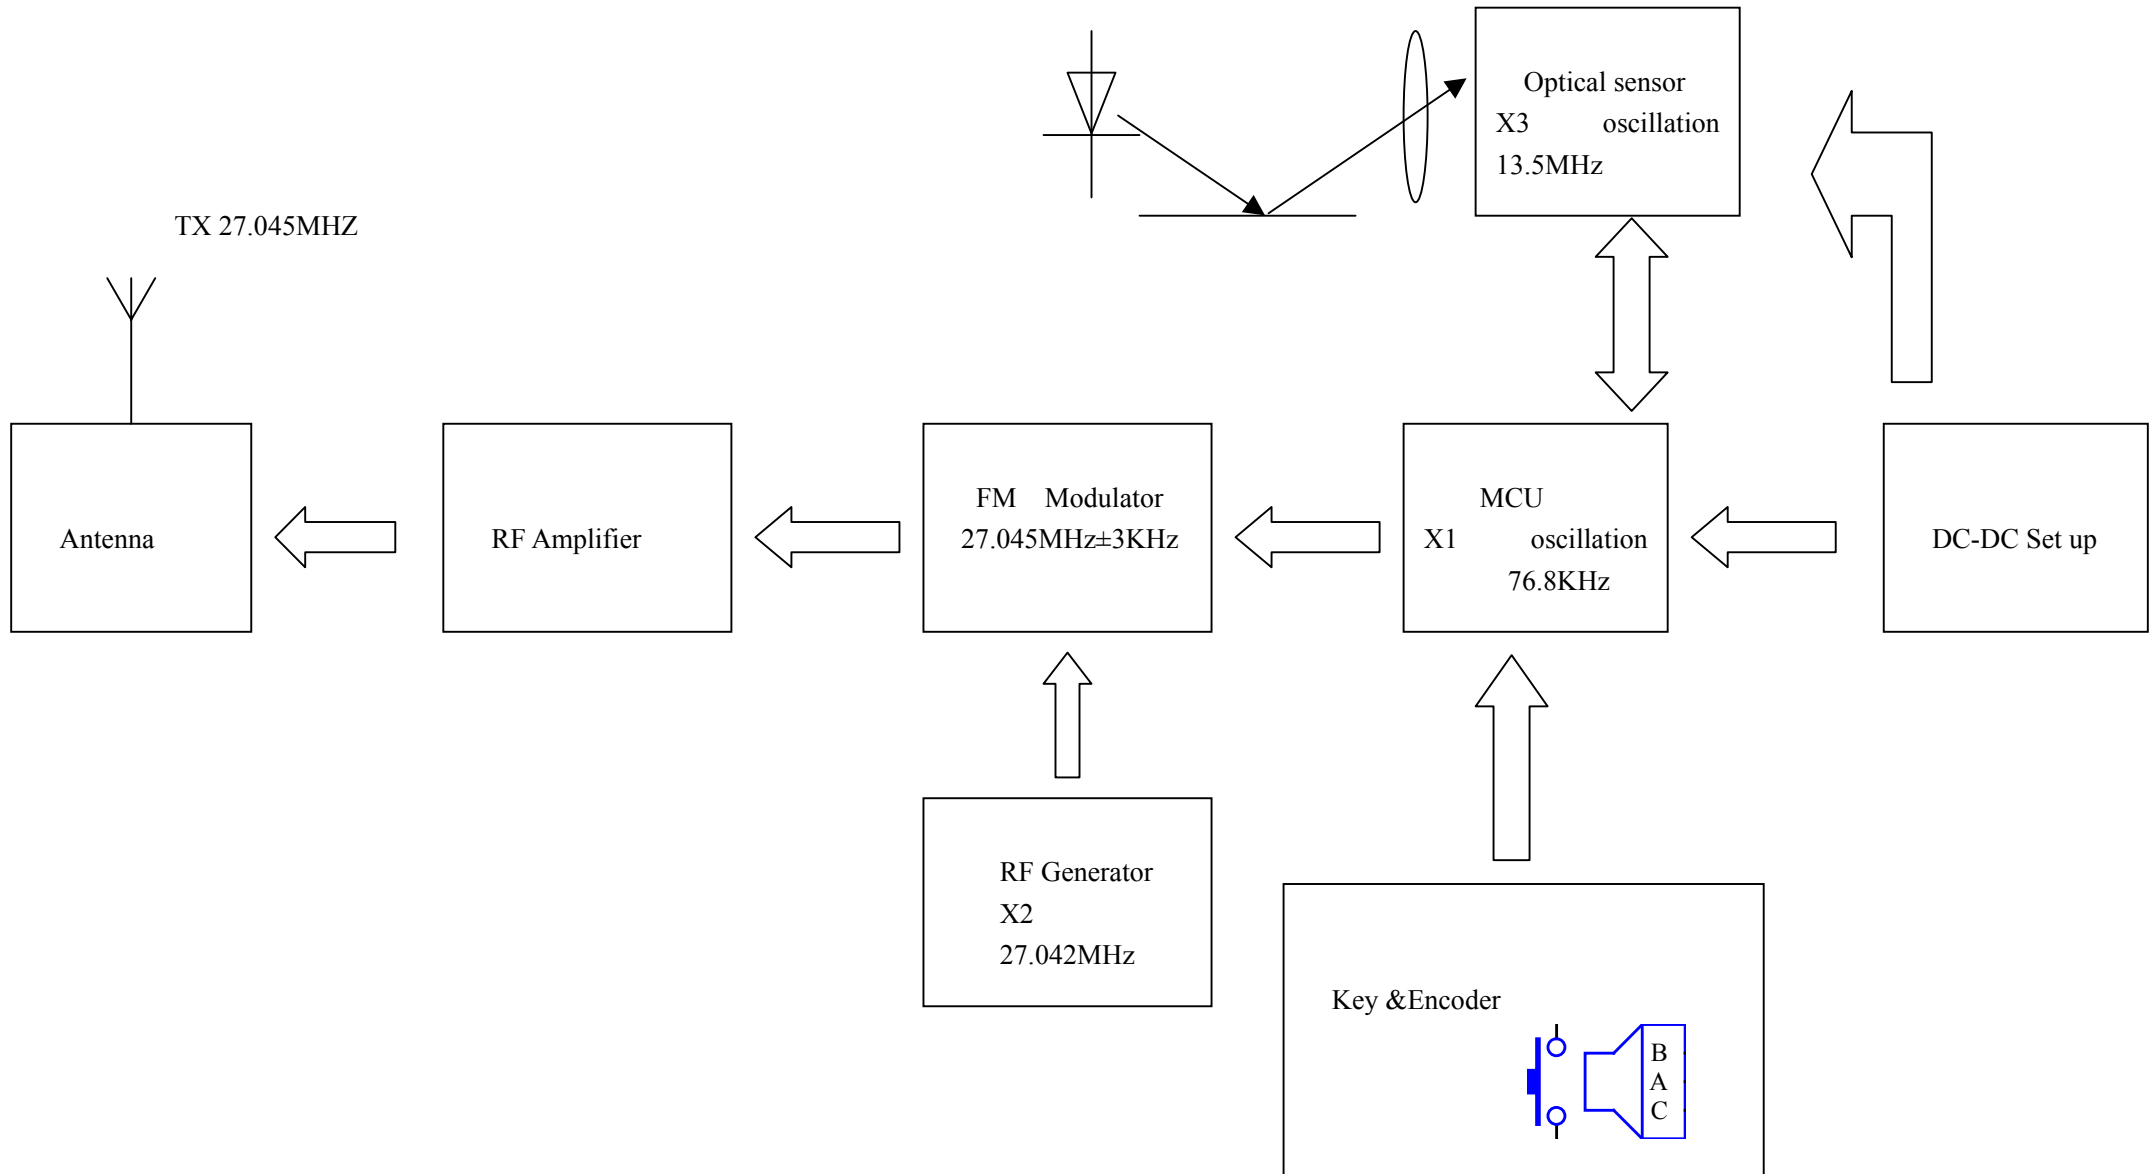 Optical sensor
X3 oscillation
13.5MHz
TX 27.045MHZ
Antenna
RF Amplifier
FM Modulator
27.045MHz±3KHz
MCU
X1 oscillation
76.8KHz
DC-DC Set up
RF Generator
X2
27.042MHz
Key &Encoder
B
A
C